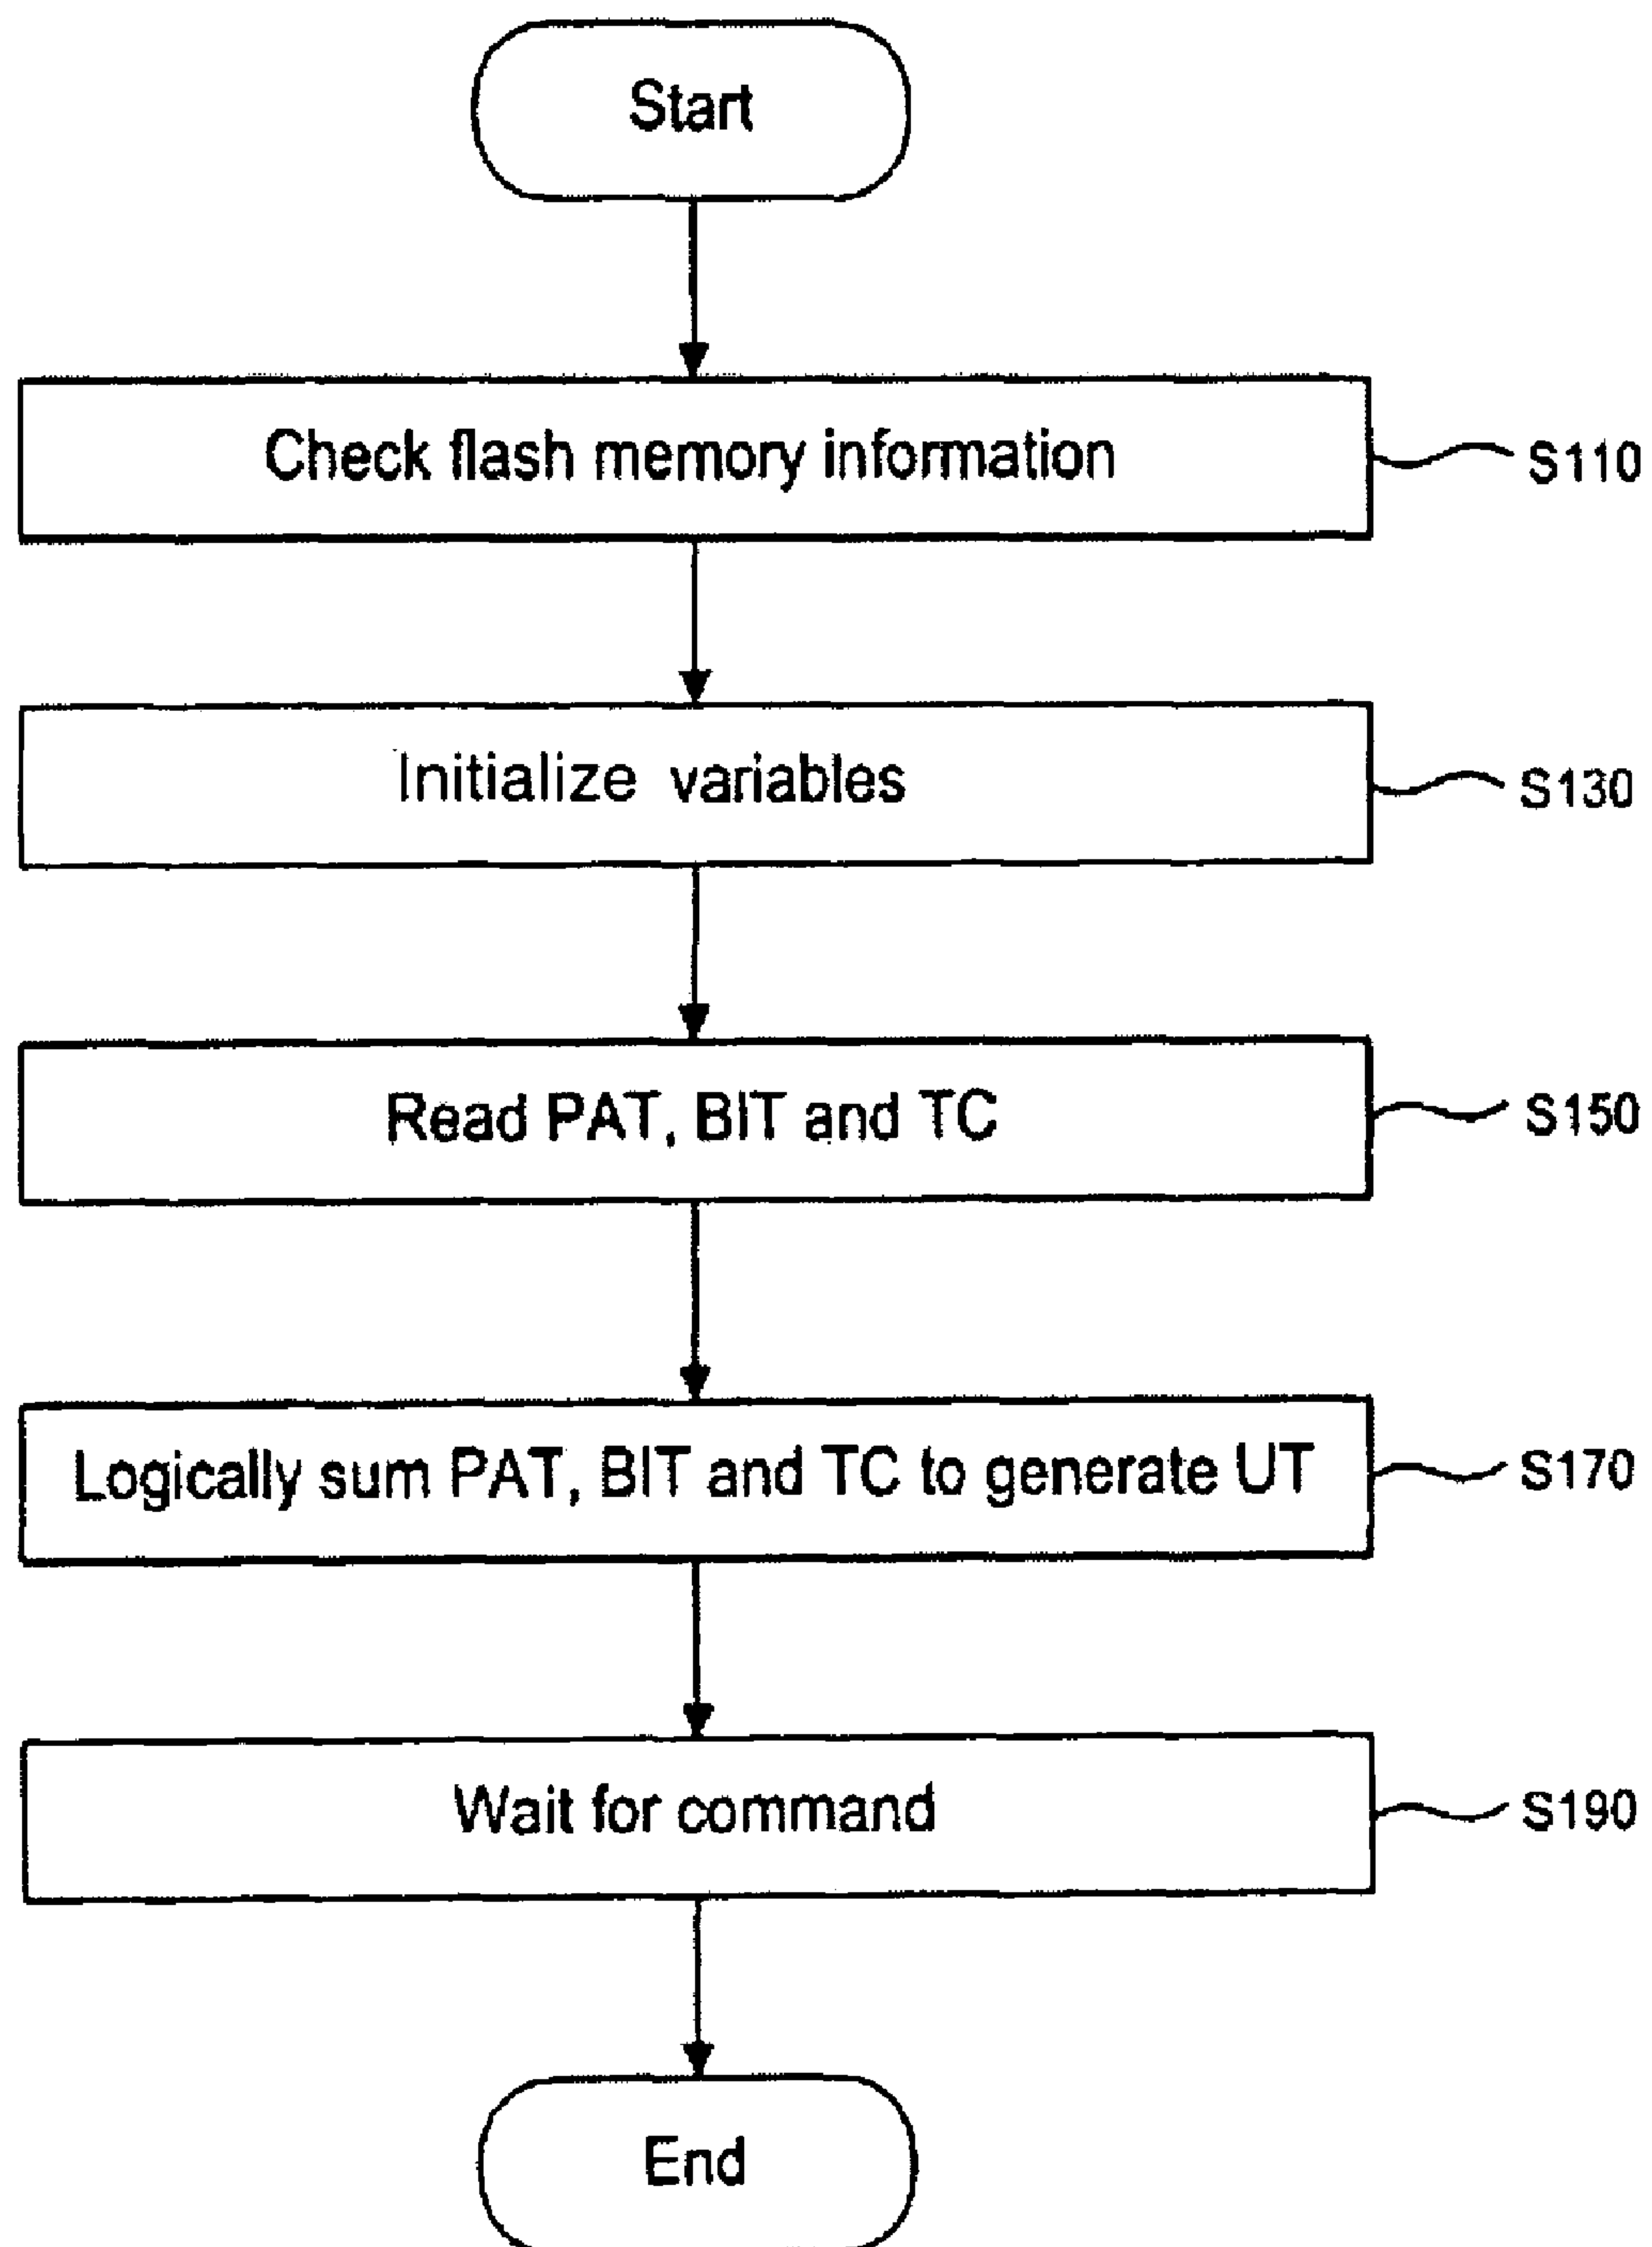 Start
Check flash memory information
S110
Initialize variables
S130
Read PAT, BIT and TC
S150
Logically sum PAT, BIT and TC to generate UT
S170
Wait for command
S190
End